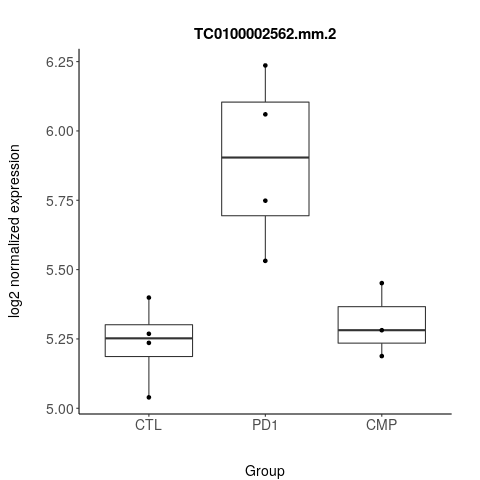 TC0100002562.mm.2
log2 normalized expression
6.25
6.00
5.75
5.50
5.25
5.00
CTL PD1 CMP
Group